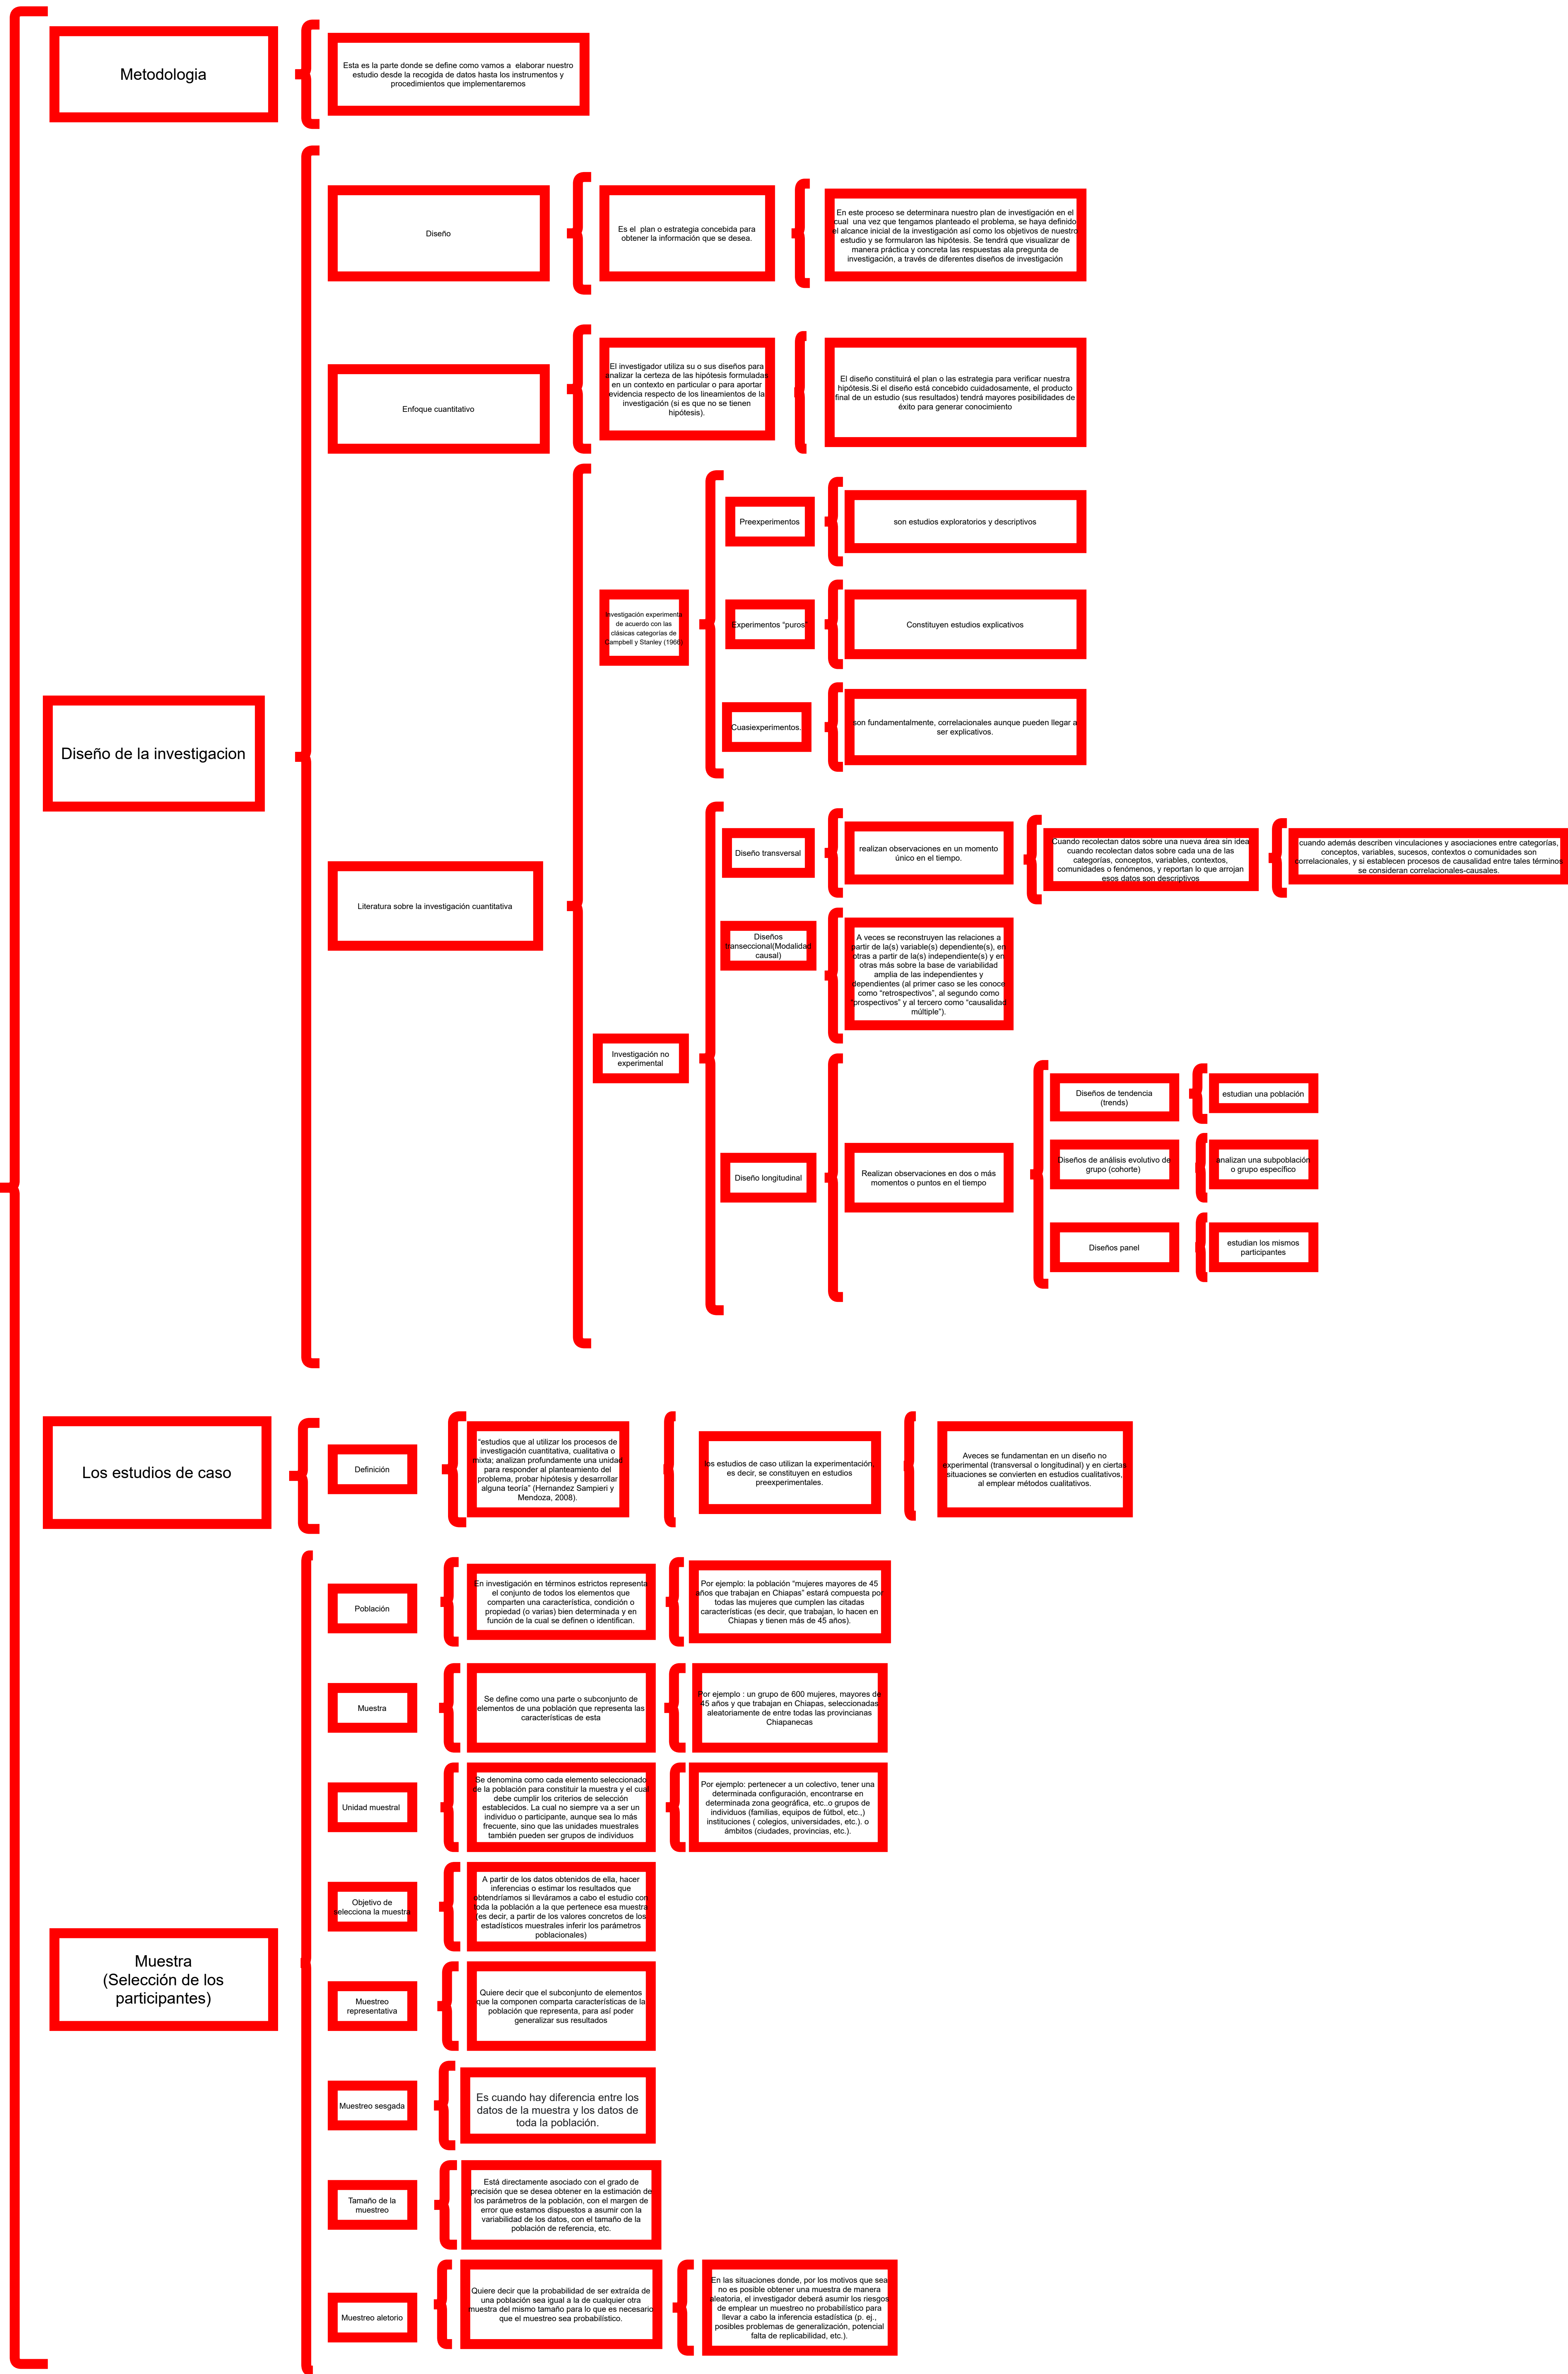 Metodologia
Esta es la parte donde se define como vamos a  elaborar nuestro
estudio desde la recogida de datos hasta los instrumentos y
procedimientos que implementaremos
Diseño de la investigacion
Diseño
Es el  plan o estrategia concebida para
obtener la información que se desea.
En este proceso se determinara nuestro plan de investigación en el
cual  una vez que tengamos planteado el problema, se haya definido
el alcance inicial de la investigación así como los objetivos de nuestro
estudio y se formularon las hipótesis. Se tendrá que visualizar de
manera práctica y concreta las respuestas ala pregunta de
investigación, a través de diferentes diseños de investigación
Enfoque cuantitativo
El investigador utiliza su o sus diseños para
analizar la certeza de las hipótesis formuladas
en un contexto en particular o para aportar
evidencia respecto de los lineamientos de la
investigación (si es que no se tienen
hipótesis).
El diseño constituirá el plan o las estrategia para verificar nuestra
hipótesis.Si el diseño está concebido cuidadosamente, el producto
final de un estudio (sus resultados) tendrá mayores posibilidades de
éxito para generar conocimiento
Literatura sobre la investigación cuantitativa
Investigación experimental
de acuerdo con las
clásicas categorías de
Campbell y Stanley (1966)
Preexperimentos
son estudios exploratorios y descriptivos
Experimentos “puros”
Constituyen estudios explicativos
Cuasiexperimentos.
son fundamentalmente, correlacionales aunque pueden llegar a
ser explicativos.
Investigación no
experimental
Diseño transversal
realizan observaciones en un momento
único en el tiempo.
Cuando recolectan datos sobre una nueva área sin idea
cuando recolectan datos sobre cada una de las
categorías, conceptos, variables, contextos,
comunidades o fenómenos, y reportan lo que arrojan
esos datos son descriptivos
cuando además describen vinculaciones y asociaciones entre categorías,
conceptos, variables, sucesos, contextos o comunidades son
correlacionales, y si establecen procesos de causalidad entre tales términos
se consideran correlacionales-causales.
Diseños
transeccional(Modalidad
causal)
A veces se reconstruyen las relaciones a
partir de la(s) variable(s) dependiente(s), en
otras a partir de la(s) independiente(s) y en
otras más sobre la base de variabilidad
amplia de las independientes y
dependientes (al primer caso se les conoce
como “retrospectivos”, al segundo como
“prospectivos” y al tercero como “causalidad
múltiple”).
Diseño longitudinal
Realizan observaciones en dos o más
momentos o puntos en el tiempo
Diseños de tendencia
(trends)
estudian una población
Diseños de análisis evolutivo de
grupo (cohorte)
analizan una subpoblación
o grupo específico
Diseños panel
estudian los mismos
participantes
Los estudios de caso
Definición
“estudios que al utilizar los procesos de
investigación cuantitativa, cualitativa o
mixta; analizan profundamente una unidad
para responder al planteamiento del
problema, probar hipótesis y desarrollar
alguna teoría” (Hernandez Sampieri y
Mendoza, 2008).
los estudios de caso utilizan la experimentación
es decir, se constituyen en estudios
preexperimentales.
Aveces se fundamentan en un diseño no
experimental (transversal o longitudinal) y en ciertas
situaciones se convierten en estudios cualitativos,
al emplear métodos cualitativos.
Muestra
(Selección de los
participantes)
Población
En investigación en términos estrictos representa
el conjunto de todos los elementos que
comparten una característica, condición o
propiedad (o varias) bien determinada y en
función de la cual se definen o identifican.
Por ejemplo: la población “mujeres mayores de 45
años que trabajan en Chiapas” estará compuesta por
todas las mujeres que cumplen las citadas
características (es decir, que trabajan, lo hacen en
Chiapas y tienen más de 45 años).
Muestra
Se define como una parte o subconjunto de
elementos de una población que representa las
características de esta
Por ejemplo : un grupo de 600 mujeres, mayores de
45 años y que trabajan en Chiapas, seleccionadas
aleatoriamente de entre todas las provincianas
Chiapanecas
Unidad muestral
Se denomina como cada elemento seleccionado
de la población para constituir la muestra y el cual
debe cumplir los criterios de selección
establecidos. La cual no siempre va a ser un
individuo o participante, aunque sea lo más
frecuente, sino que las unidades muestrales
también pueden ser grupos de individuos
Por ejemplo: pertenecer a un colectivo, tener una
determinada configuración, encontrarse en
determinada zona geográfica, etc..o grupos de
individuos (familias, equipos de fútbol, etc.,)
instituciones ( colegios, universidades, etc.). o
ámbitos (ciudades, provincias, etc.).
Objetivo de
selecciona la muestra
A partir de los datos obtenidos de ella, hacer
inferencias o estimar los resultados que
obtendríamos si lleváramos a cabo el estudio con
toda la población a la que pertenece esa muestra
(es decir, a partir de los valores concretos de los
estadísticos muestrales inferir los parámetros
poblacionales)
Muestreo
representativa
Quiere decir que el subconjunto de elementos
que la componen comparta características de la
población que representa, para así poder
generalizar sus resultados
Muestreo sesgada
Es cuando hay diferencia entre los
datos de la muestra y los datos de
toda la población.
Tamaño de la
muestreo
Está directamente asociado con el grado de
precisión que se desea obtener en la estimación de
los parámetros de la población, con el margen de
error que estamos dispuestos a asumir con la
variabilidad de los datos, con el tamaño de la
población de referencia, etc.
Muestreo aletorio
Quiere decir que la probabilidad de ser extraída de
una población sea igual a la de cualquier otra
muestra del mismo tamaño para lo que es necesario
que el muestreo sea probabilístico.
En las situaciones donde, por los motivos que sea
no es posible obtener una muestra de manera
aleatoria, el investigador deberá asumir los riesgos
de emplear un muestreo no probabilístico para
llevar a cabo la inferencia estadística (p. ej.,
posibles problemas de generalización, potencial
falta de replicabilidad, etc.).